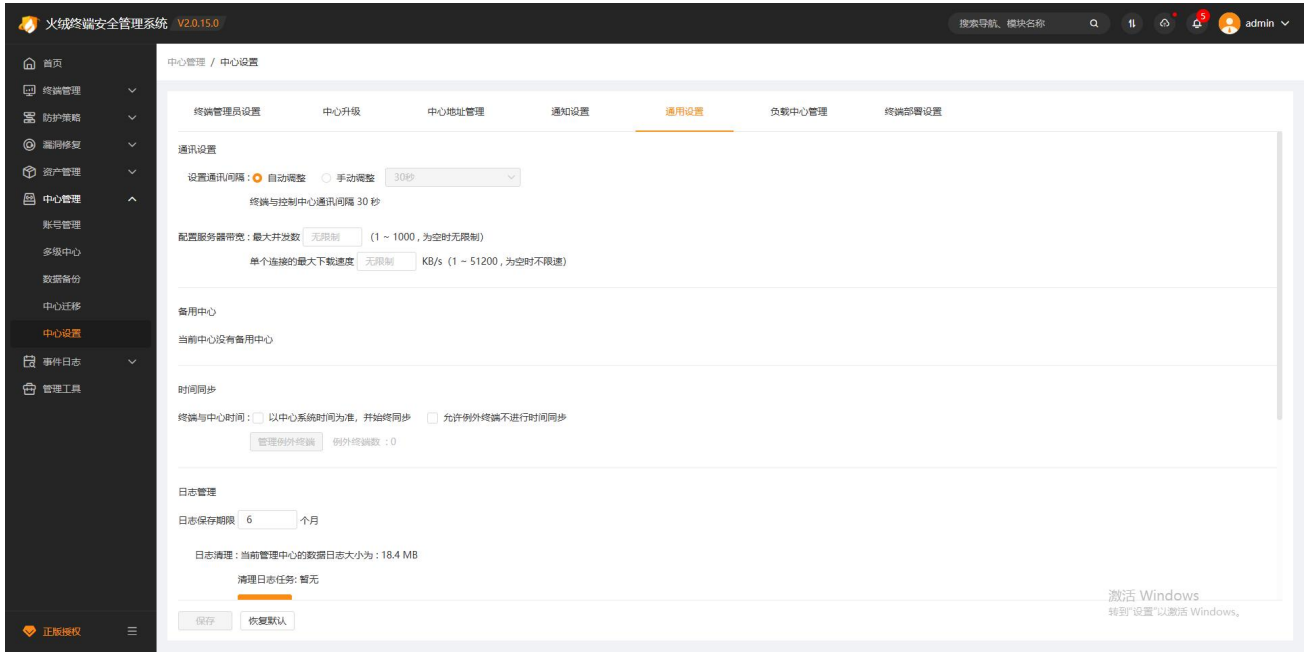 火绒终端安全管理系统 V2.0.15.0
搜索导航、模块名称
5
admin
首页
终端管理
防护策略
漏洞修复
资产管理
中心管理
账号管理
多级中心
数据备份
中心迁移
中心设置
事件日志
管理工具
正版授权
中心管理 / 中心设置
终端管理员设置 中心升级 中心地址管理 通知设置 通用设置 负载中心管理 终端部署设置
通讯设置
设置通讯间隔 : 自动调整 手动调整 30秒
终端与控制中心通讯间隔 30 秒
配置服务器带宽 : 最大并发数 无限制 (1 ~ 1000 , 为空时无限制)
单个连接的最大下载速度 无限制 KB/s (1 ~ 51200 , 为空时不限速)
备用中心
当前中心没有备用中心
时间同步
终端与中心时间 : 以中心系统时间为准，并始终同步 允许例外终端不进行时间同步
管理例外终端 例外终端数 : 0
日志管理
日志保存期限 6 个月
日志清理 : 当前管理中心的数据日志大小为 : 18.4 MB
清理日志任务: 暂无
保存 恢复默认
激活 Windows
转到"设置"以激活 Windows。